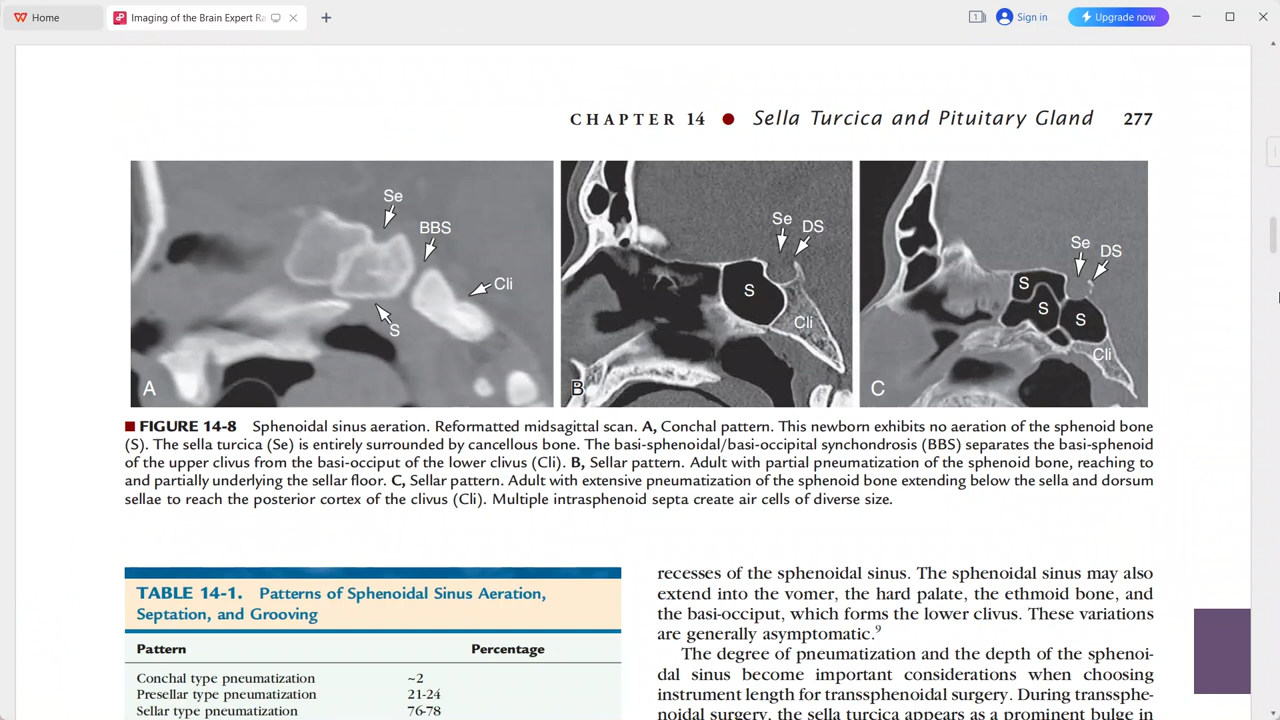 Home
Imaging of the Brain Expert Ra
1
Sign in
Upgrade now
CHAPTER 14 ● Sella Turcica and Pituitary Gland 277
Se
BBS
Cli
S
A
Se
DS
S
Cli
B
Se
DS
S
S
S
Cli
C
■ FIGURE 14-8 Sphenoidal sinus aeration. Reformatted midsagittal scan. A, Conchal pattern. This newborn exhibits no aeration of the sphenoid bone
(S). The sella turcica (Se) is entirely surrounded by cancellous bone. The basi-sphenoidal/basi-occipital synchondrosis (BBS) separates the basi-sphenoid
of the upper clivus from the basi-occiput of the lower clivus (Cli). B, Sellar pattern. Adult with partial pneumatization of the sphenoid bone, reaching to
and partially underlying the sellar floor. C, Sellar pattern. Adult with extensive pneumatization of the sphenoid bone extending below the sella and dorsum
sellae to reach the posterior cortex of the clivus (Cli). Multiple intrasphenoid septa create air cells of diverse size.
TABLE 14-1. Patterns of Sphenoidal Sinus Aeration,
Septation, and Grooving
Pattern Percentage
Conchal type pneumatization ~2
Presellar type pneumatization 21-24
Sellar type pneumatization 76-78
recesses of the sphenoidal sinus. The sphenoidal sinus may also
extend into the vomer, the hard palate, the ethmoid bone, and
the basi-occiput, which forms the lower clivus. These variations
are generally asymptomatic.9
The degree of pneumatization and the depth of the sphenoi-
dal sinus become important considerations when choosing
instrument length for transsphenoidal surgery. During transsphe-
noidal surgery, the sella turcica appears as a prominent bulge in